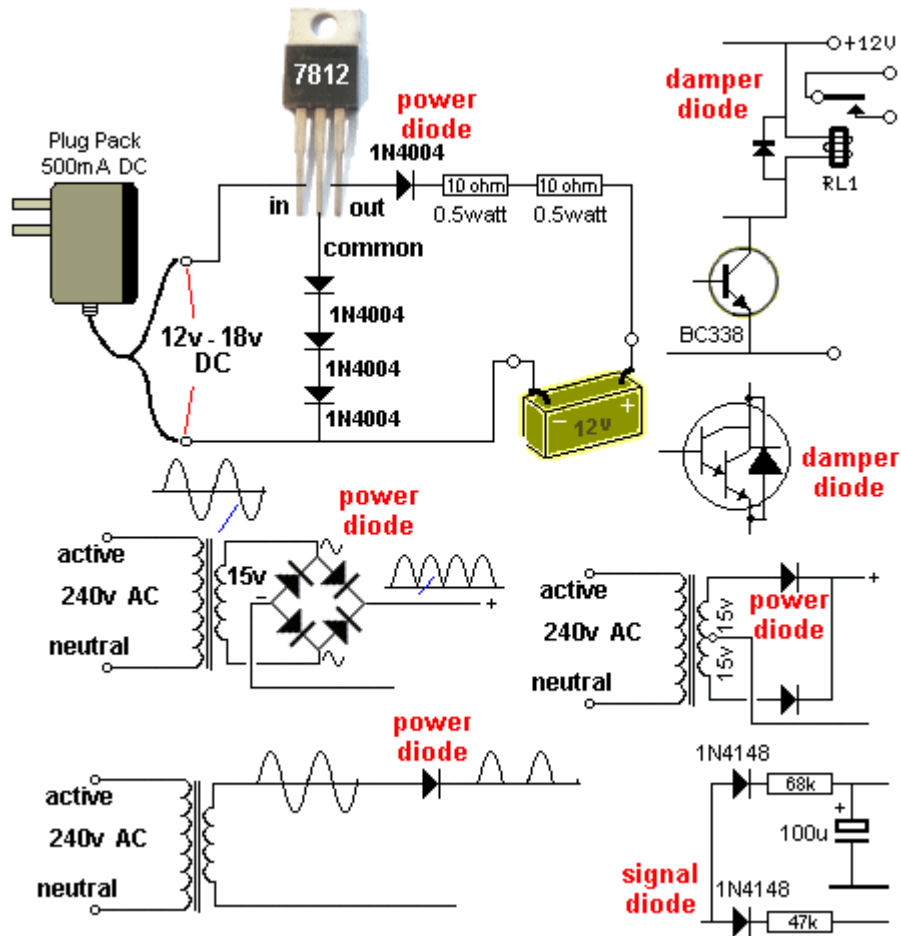 7812
power
diode
1N4004
Plug Pack
500mA DC
10 ohm
10 ohm
0.5watt
0.5watt
in
out
common
1N4004
1N4004
1N4004
12v - 18v
DC
12v
- +
damper
diode
+12V
RL1
BC338
damper
diode
active
240v AC
neutral
15v
power
diode
-
+
active
240v AC
neutral
15v
15v
power
diode
+
active
240v AC
neutral
power
diode
1N4148
68k
+
100u
signal
diode
1N4148
47k